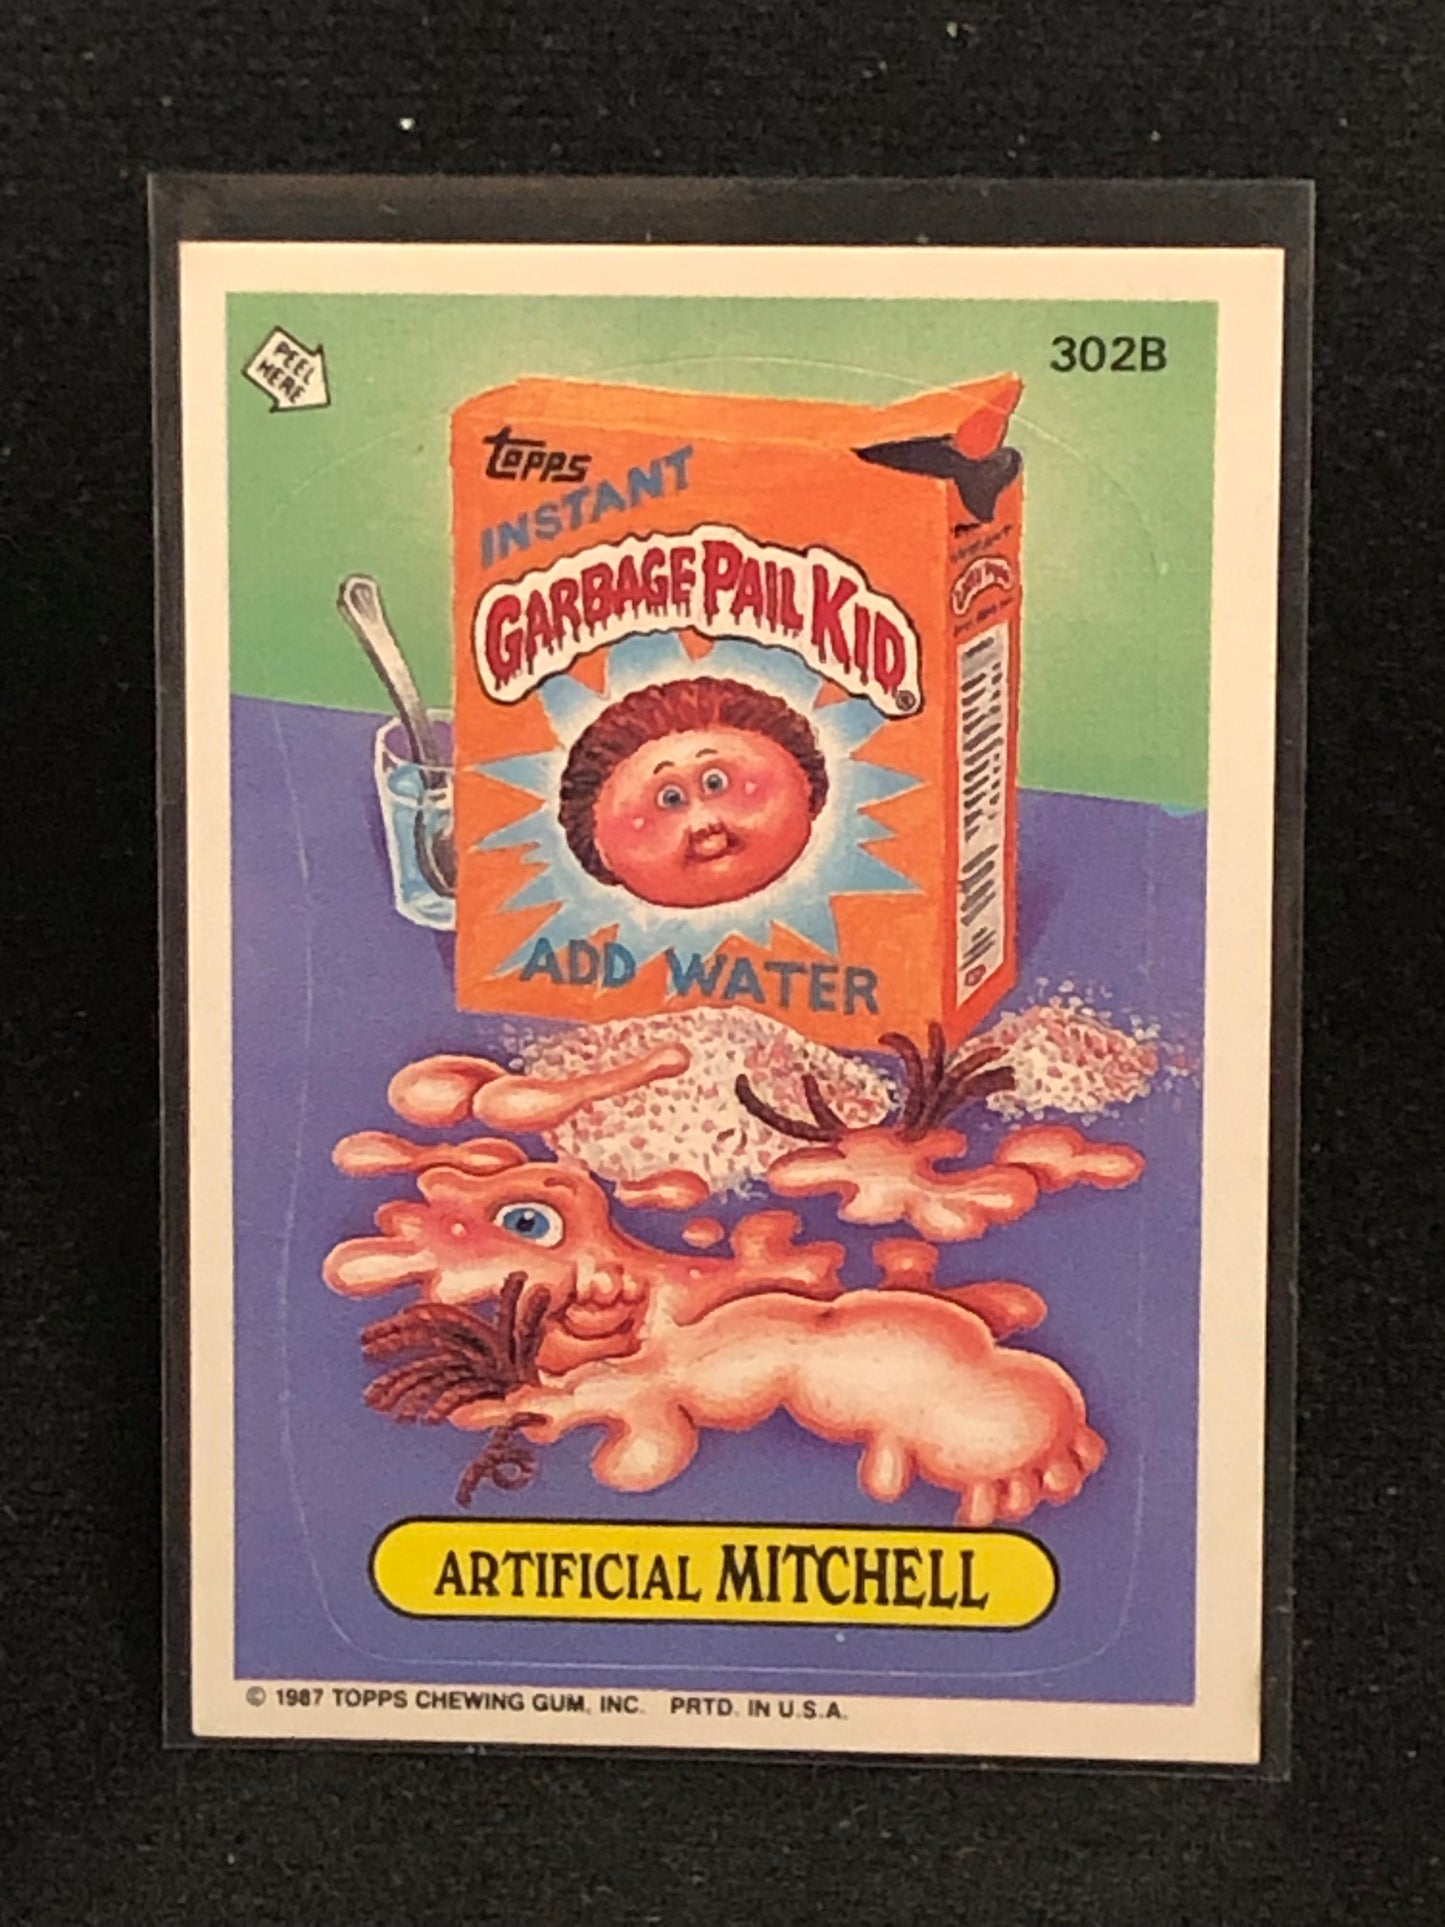 PEEL
HERE
302B
topps
INSTANT
GARBAGE PAIL KID®
ADD WATER
ARTIFICIAL MITCHELL
© 1987 TOPPS CHEWING GUM, INC. PRTD. IN U.S.A.